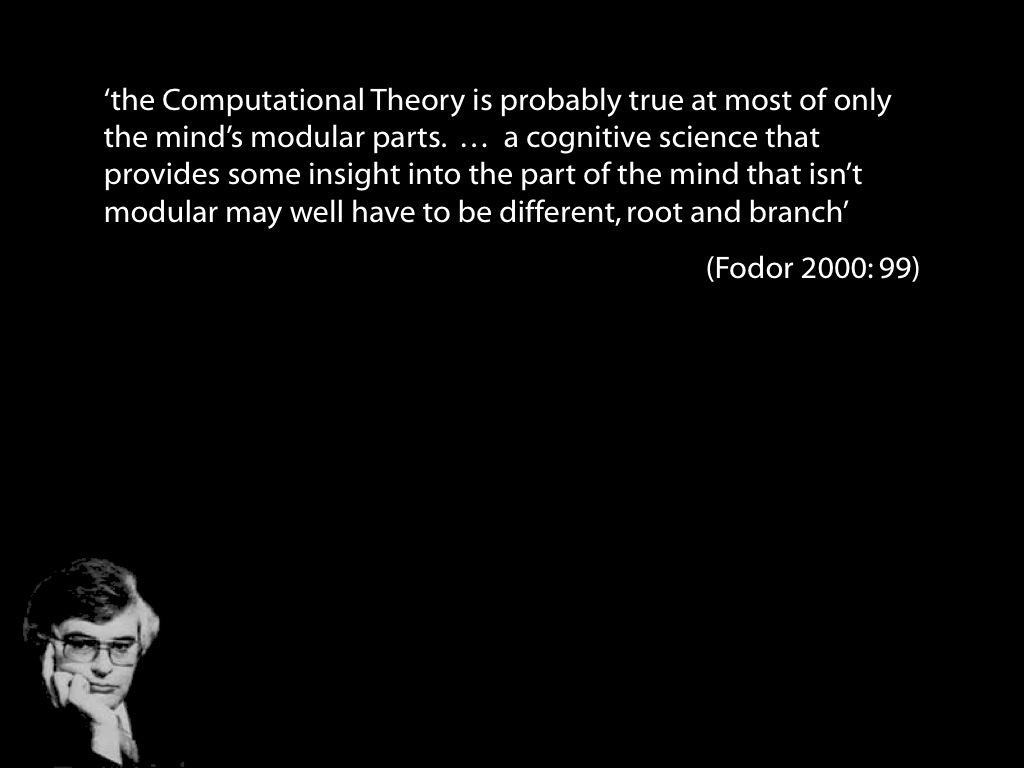 ‘the Computational Theory is probably true at most of only
the mind’s modular parts. … a cognitive science that
provides some insight into the part of the mind that isn’t
modular may well have to be different, root and branch’
(Fodor 2000: 99)